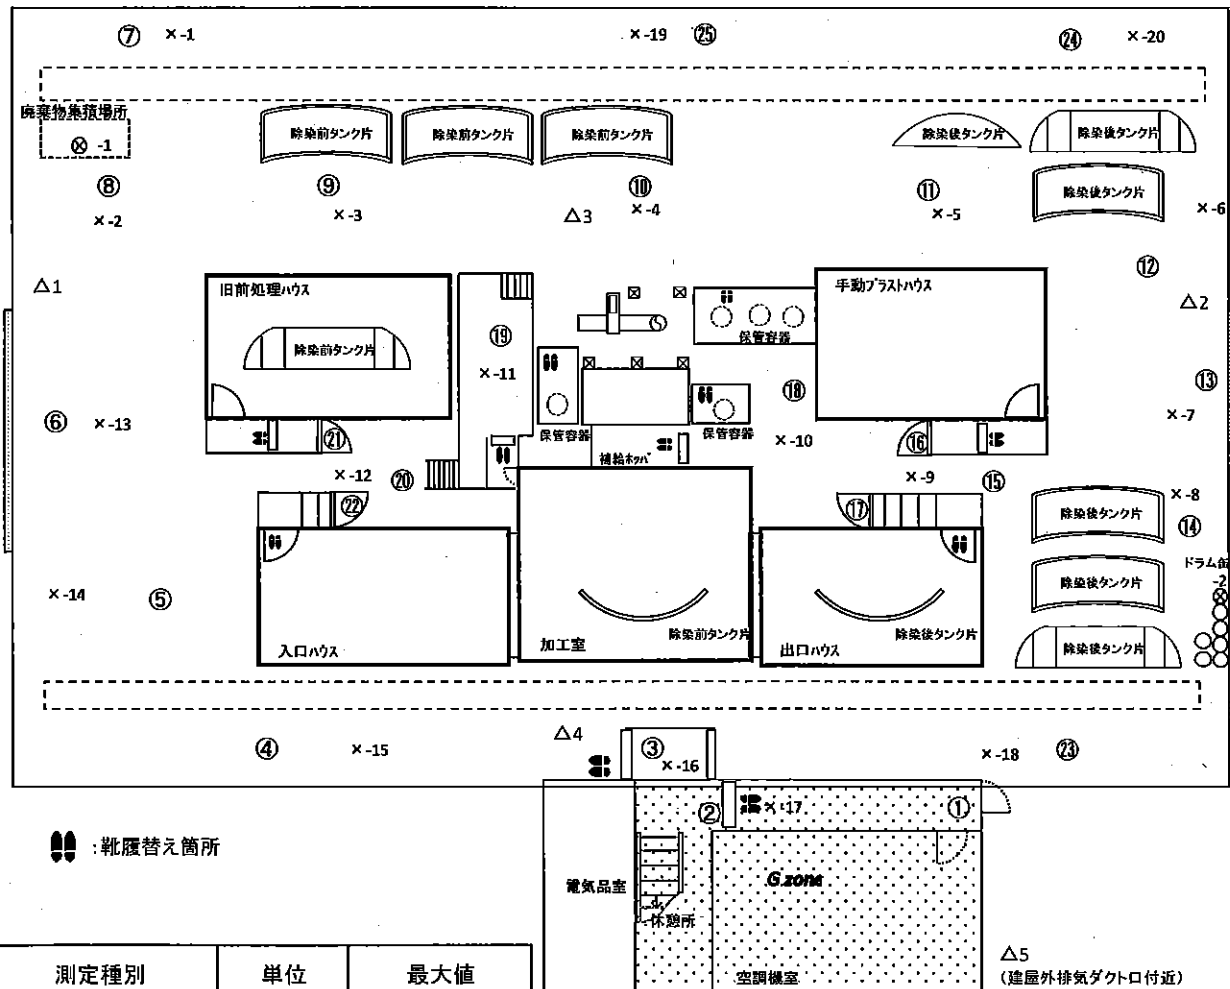 ⑦ ×-1 ×-19 ㉕ ㉔ ×-20
廃棄物集積場所
⊗ -1
除染前タンク片 除染前タンク片 除染前タンク片 除染後タンク片 除染後タンク片
⑧ ⑨ ⑩ ⑪ 除染後タンク片
×-2 ×-3 △3 ×-4 ×-5 ×-6
⑫
△1 旧前処理ハウス 手動ブラストハウス △2
除染前タンク片 ⑲ 保管容器
×-11 ⑱ ⑬
⑥ ×-13 ×-7
㉑ 保管容器 保管容器 ×-10 ⑯
補給ホッパ
×-12 ⑳ ×-9 ⑮
×-8
㉒ ⑰ 除染後タンク片 ⑭
ドラム缶
-2
×-14 ⑤ 除染後タンク片
入口ハウス 加工室 除染前タンク片 出口ハウス 除染後タンク片 除染後タンク片
④ ×-15 △4 ③ ×-16 ×-18 ㉓
② ×-17 ①
:靴履替え箇所
電気品室 G zone
休憩所
空調機室
△5
(建屋外排気ダクト口付近)
測定種別 単位 最大値